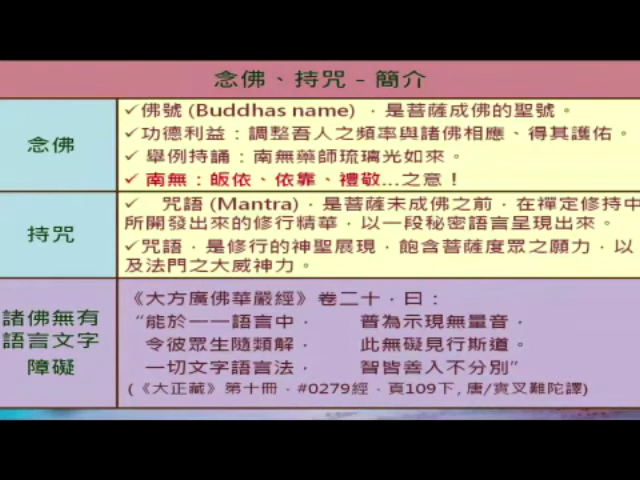 念佛、持咒 - 簡介
念佛
✓佛號 (Buddhas name) ，是菩薩成佛的聖號。
✓功德利益：調整吾人之頻率與諸佛相應、得其護佑。
✓ 舉例持誦：南無藥師琉璃光如來。
✓ 南無：皈依、依靠、禮敬...之意！
持咒
✓ 咒語 (Mantra)，是菩薩未成佛之前，在禪定修持中
所開發出來的修行精華，以一段秘密語言呈現出來。
✓咒語，是修行的神聖展現，飽含菩薩度眾之願力，以
及法門之大威神力。
諸佛無有
語言文字
障礙
《大方廣佛華嚴經》卷二十，曰：
“能於一一語言中， 普為示現無量音，
令彼眾生隨類解， 此無礙見行斯道。
一切文字語言法， 智皆善入不分別”
(《大正藏》第十冊，#0279經，頁109下, 唐/實叉難陀譯)